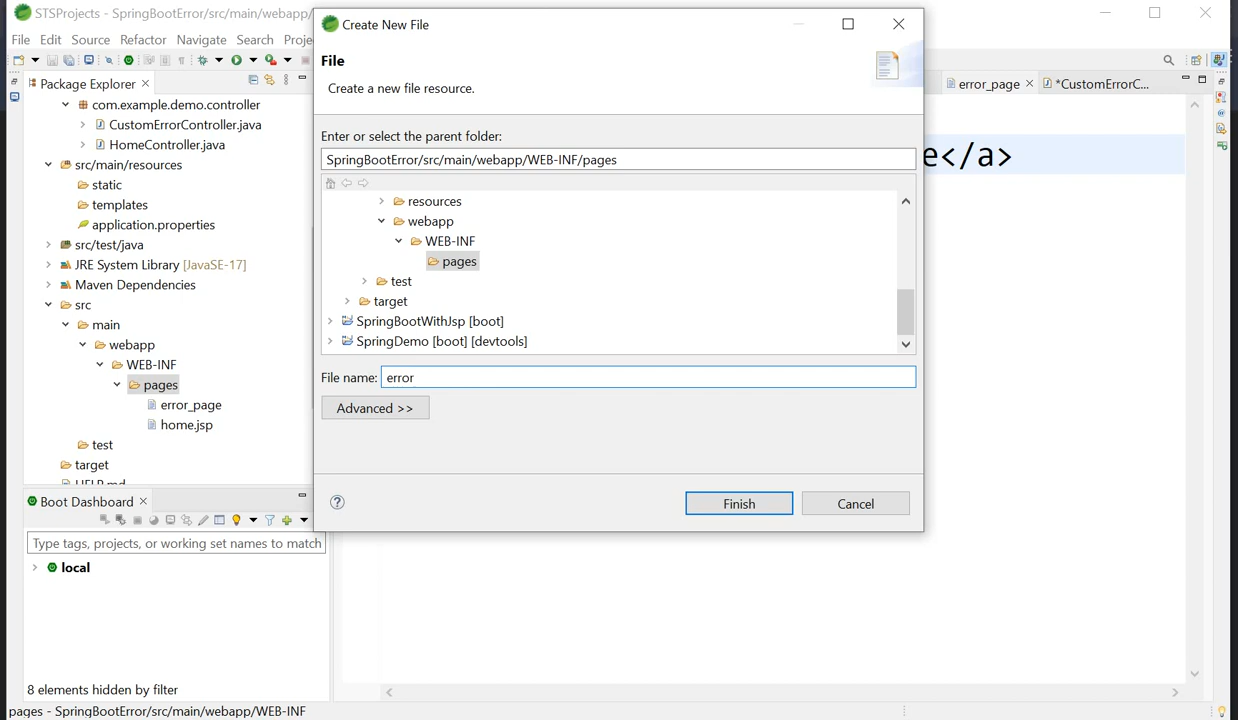 STSProjects - SpringBootError/src/main/webapp/
File Edit Source Refactor Navigate Search Proje
Package Explorer
com.example.demo.controller
CustomErrorController.java
HomeController.java
src/main/resources
static
templates
application.properties
src/test/java
JRE System Library [JavaSE-17]
Maven Dependencies
src
main
webapp
WEB-INF
pages
error_page
home.jsp
test
target
HELP.md
Boot Dashboard
Type tags, projects, or working set names to match
local
8 elements hidden by filter
pages - SpringBootError/src/main/webapp/WEB-INF
Create New File
File
Create a new file resource.
Enter or select the parent folder:
SpringBootError/src/main/webapp/WEB-INF/pages
resources
webapp
WEB-INF
pages
test
target
SpringBootWithJsp [boot]
SpringDemo [boot] [devtools]
File name: error
Advanced >>
Finish
Cancel
error_page
*CustomErrorC...
e</a>